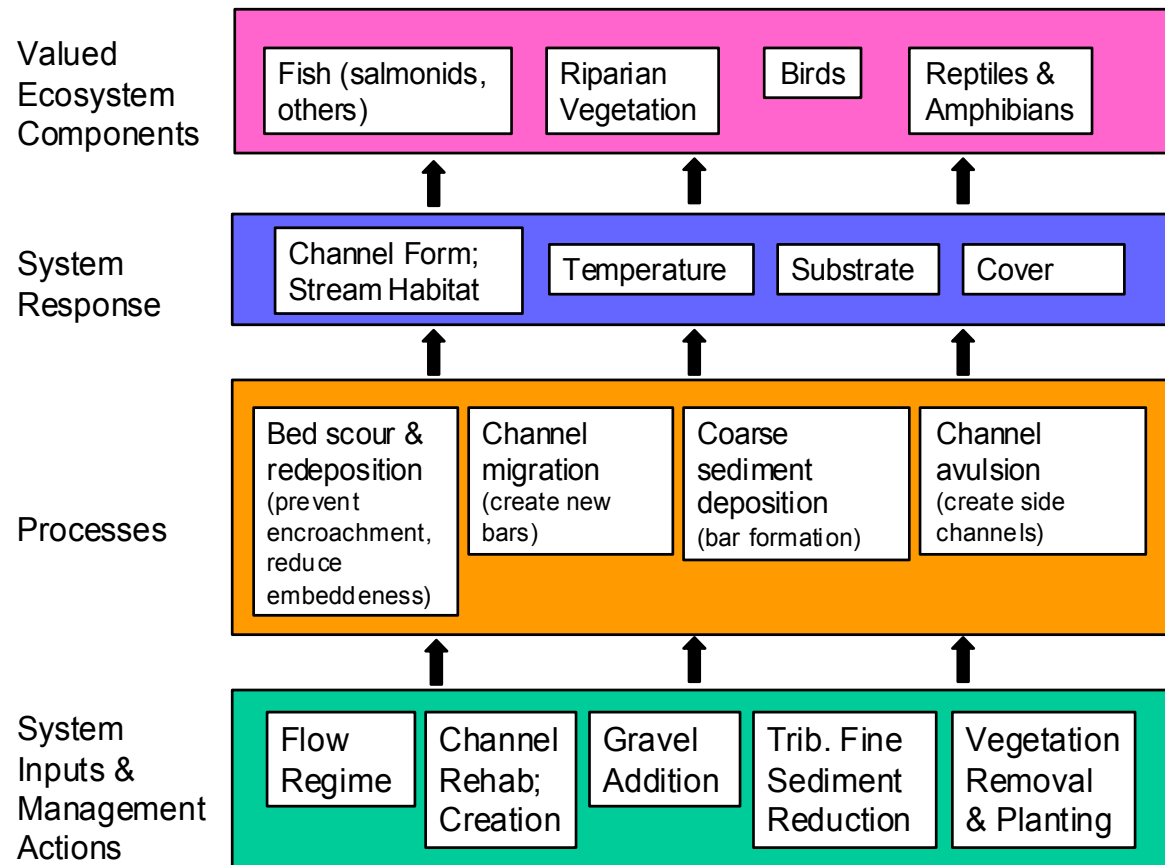 Valued
Ecosystem
Components
Fish (salmonids,
others)
Riparian
Vegetation
Birds
Reptiles &
Amphibians
System
Response
Channel Form;
Stream Habitat
Temperature
Substrate
Cover
Processes
Bed scour &
redeposition
(prevent
encroachment,
reduce
embeddeness)
Channel
migration
(create new
bars)
Coarse
sediment
deposition
(bar formation)
Channel
avulsion
(create side
channels)
System
Inputs &
Management
Actions
Flow
Regime
Channel
Rehab;
Creation
Gravel
Addition
Trib. Fine
Sediment
Reduction
Vegetation
Removal
& Planting